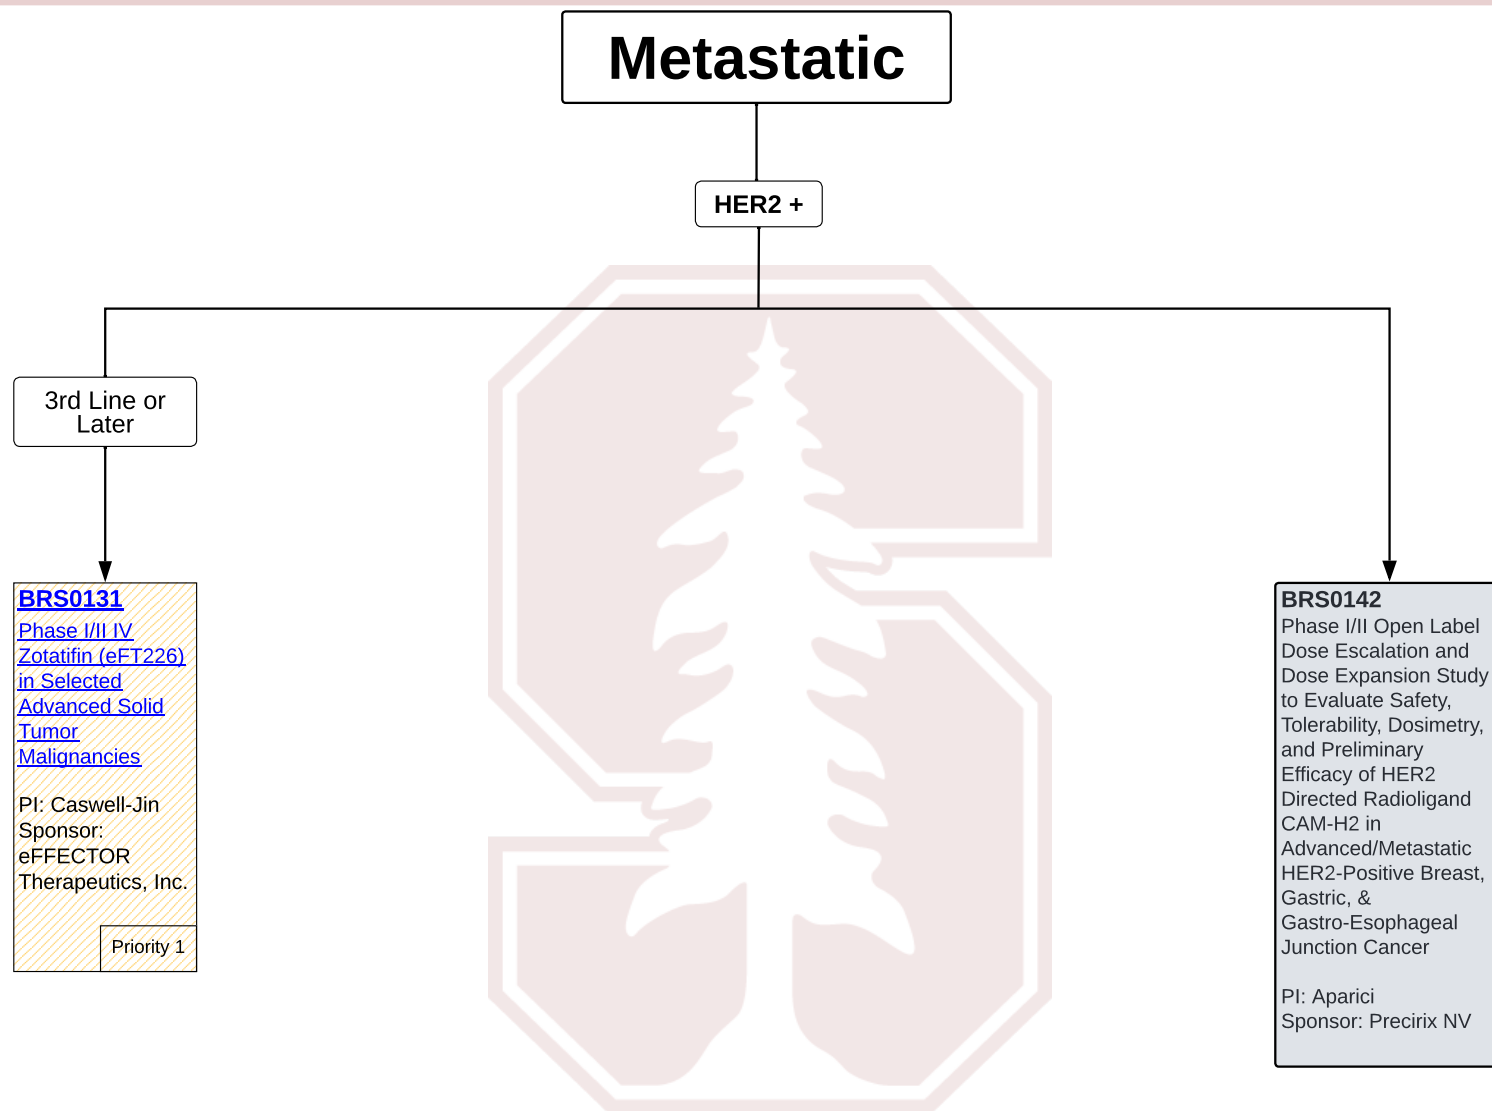 Metastatic
HER2 +
3rd Line or
Later
BRS0131
Phase I/II IV
Zotatifin (eFT226)
in Selected
Advanced Solid
Tumor
Malignancies
PI: Caswell-Jin
Sponsor:
eFFECTOR
Therapeutics, Inc.
Priority 1
BRS0142
Phase I/II Open Label
Dose Escalation and
Dose Expansion Study
to Evaluate Safety,
Tolerability, Dosimetry,
and Preliminary
Efficacy of HER2
Directed Radioligand
CAM-H2 in
Advanced/Metastatic
HER2-Positive Breast,
Gastric, &
Gastro-Esophageal
Junction Cancer
PI: Aparici
Sponsor: Precirix NV